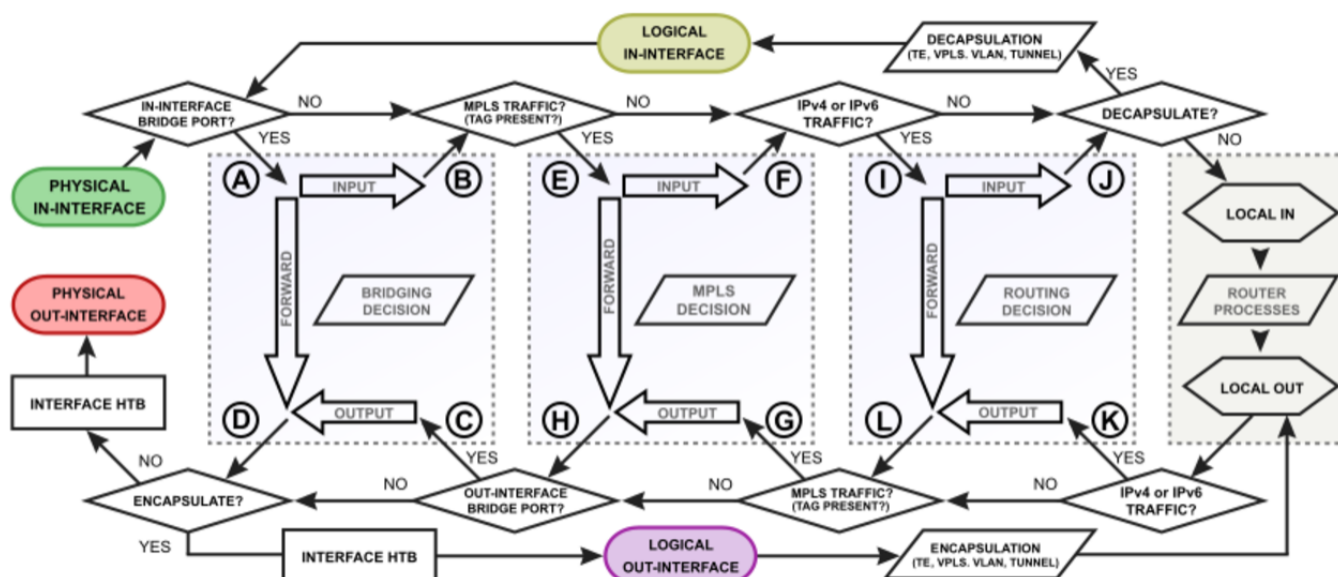 LOGICAL
IN-INTERFACE
DECAPSULATION
(TE, VPLS. VLAN, TUNNEL)
YES
IN-INTERFACE
BRIDGE PORT?
NO
MPLS TRAFFIC?
(TAG PRESENT?)
NO
IPv4 or IPv6
TRAFFIC?
NO
DECAPSULATE?
YES
YES
YES
NO
PHYSICAL
IN-INTERFACE
A
INPUT
B
E
INPUT
F
I
INPUT
J
LOCAL IN
FORWARD
FORWARD
FORWARD
PHYSICAL
OUT-INTERFACE
BRIDGING
DECISION
MPLS
DECISION
ROUTING
DECISION
ROUTER
PROCESSES
INTERFACE HTB
LOCAL OUT
D
OUTPUT
C
H
OUTPUT
G
L
OUTPUT
K
NO
YES
YES
YES
ENCAPSULATE?
NO
OUT-INTERFACE
BRIDGE PORT?
NO
MPLS TRAFFIC?
(TAG PRESENT?)
NO
IPv4 or IPv6
TRAFFIC?
YES
INTERFACE HTB
LOGICAL
OUT-INTERFACE
ENCAPSULATION
(TE, VPLS. VLAN, TUNNEL)